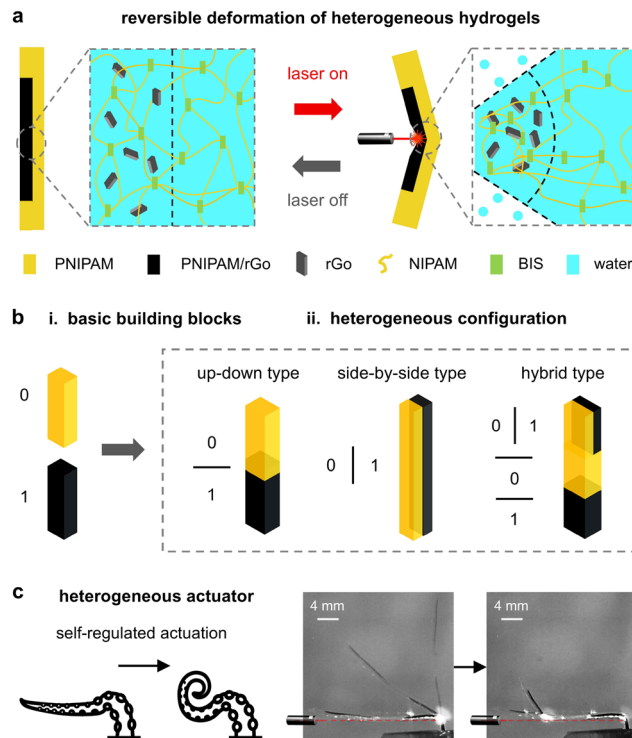 a reversible deformation of heterogeneous hydrogels
laser on
laser off
PNIPAM PNIPAM/rGo rGo NIPAM BIS water
b i. basic building blocks ii. heterogeneous configuration
up-down type side-by-side type hybrid type
0
1
0
1
0 1
0 1
0
1
c heterogeneous actuator
self-regulated actuation
4 mm 4 mm